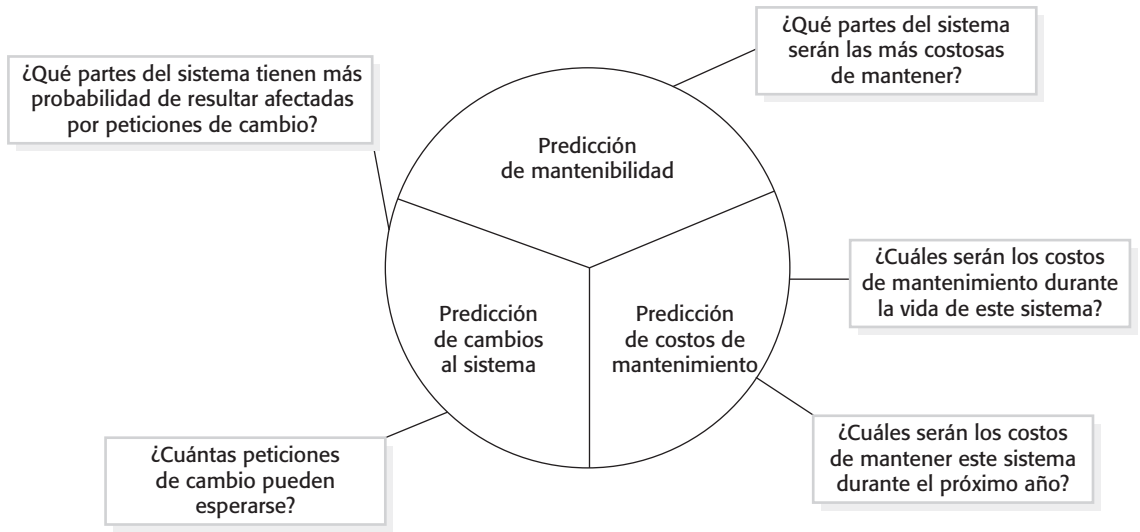 ¿Qué partes del sistema
serán las más costosas
de mantener?
¿Qué partes del sistema tienen más
probabilidad de resultar afectadas
por peticiones de cambio?
Predicción
de mantenibilidad
¿Cuáles serán los costos
de mantenimiento durante
la vida de este sistema?
Predicción
de cambios
al sistema
Predicción
de costos de
mantenimiento
¿Cuántas peticiones
de cambio pueden
esperarse?
¿Cuáles serán los costos
de mantener este sistema
durante el próximo año?